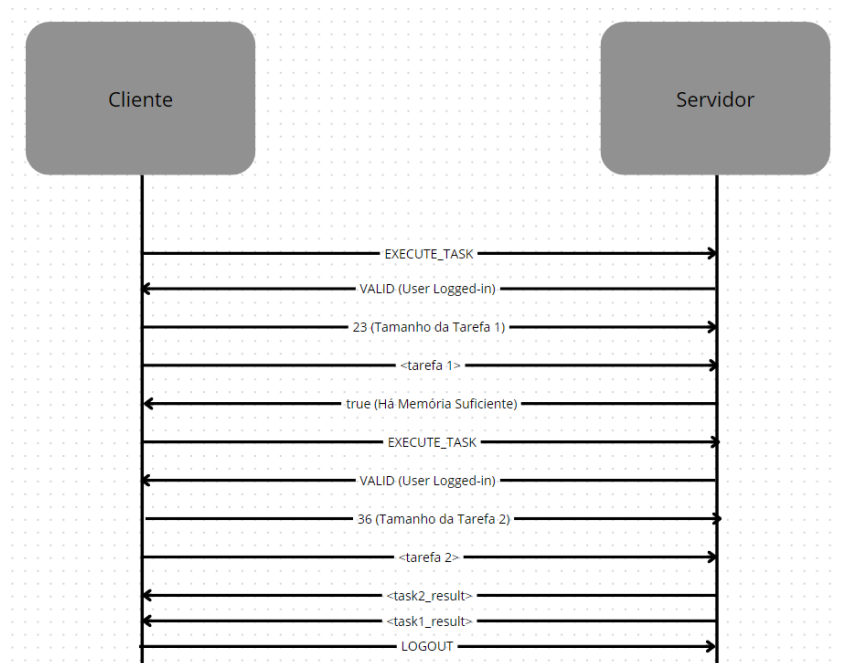 Cliente
Servidor
EXECUTE_TASK
VALID (User Logged-in)
23 (Tamanho da Tarefa 1)
<tarefa 1>
true (Há Memória Suficiente)
EXECUTE_TASK
VALID (User Logged-in)
36 (Tamanho da Tarefa 2)
<tarefa 2>
<task2_result>
<task1_result>
LOGOUT